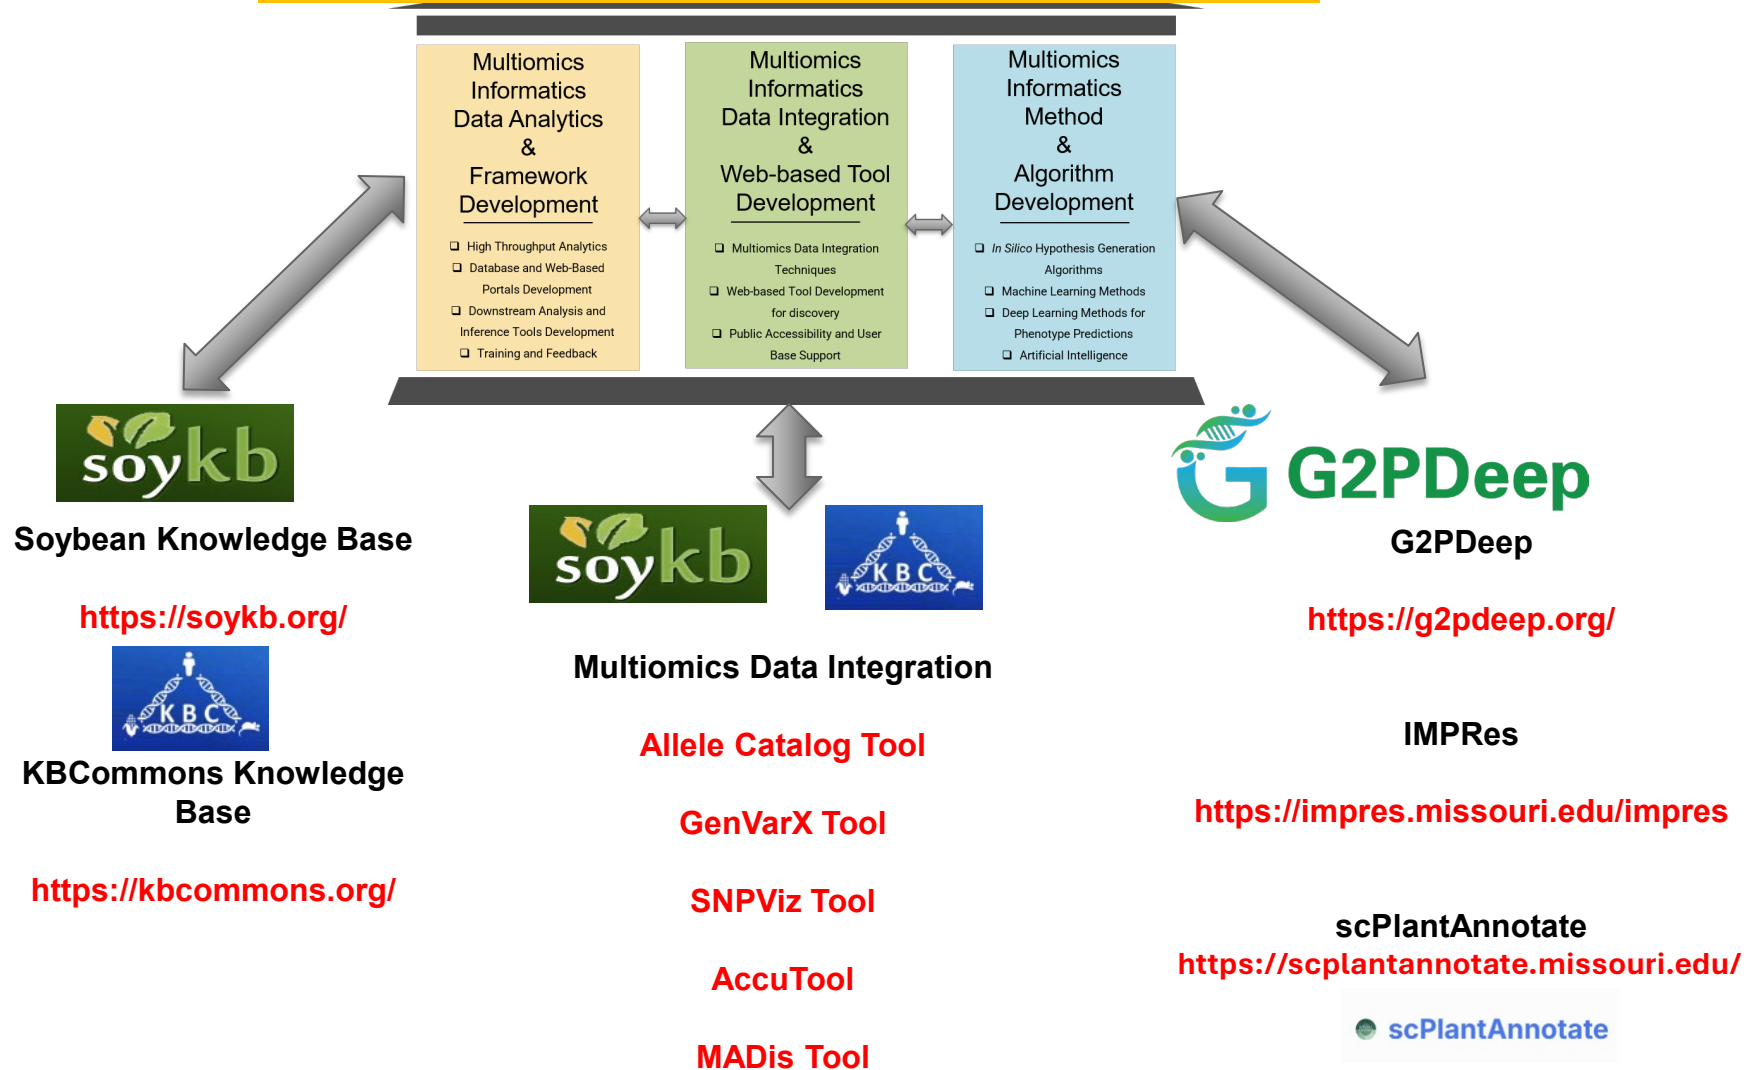 Multiomics
Informatics
Data Analytics
&
Framework
Development
❑ High Throughput Analytics
❑ Database and Web-Based
Portals Development
❑ Downstream Analysis and
Inference Tools Development
❑ Training and Feedback
Multiomics
Informatics
Data Integration
&
Web-based Tool
Development
❑ Multiomics Data Integration
Techniques
❑ Web-based Tool Development
for discovery
❑ Public Accessibility and User
Base Support
Multiomics
Informatics
Method
&
Algorithm
Development
❑ In Silico Hypothesis Generation
Algorithms
❑ Machine Learning Methods
❑ Deep Learning Methods for
Phenotype Predictions
❑ Artificial Intelligence
soykb
Soybean Knowledge Base
https://soykb.org/
KBC
KBCommons Knowledge
Base
https://kbcommons.org/
soykb
KBC
Multiomics Data Integration
Allele Catalog Tool
GenVarX Tool
SNPViz Tool
AccuTool
MADis Tool
G G2PDeep
G2PDeep
https://g2pdeep.org/
IMPRes
https://impres.missouri.edu/impres
scPlantAnnotate
https://scplantannotate.missouri.edu/
scPlantAnnotate